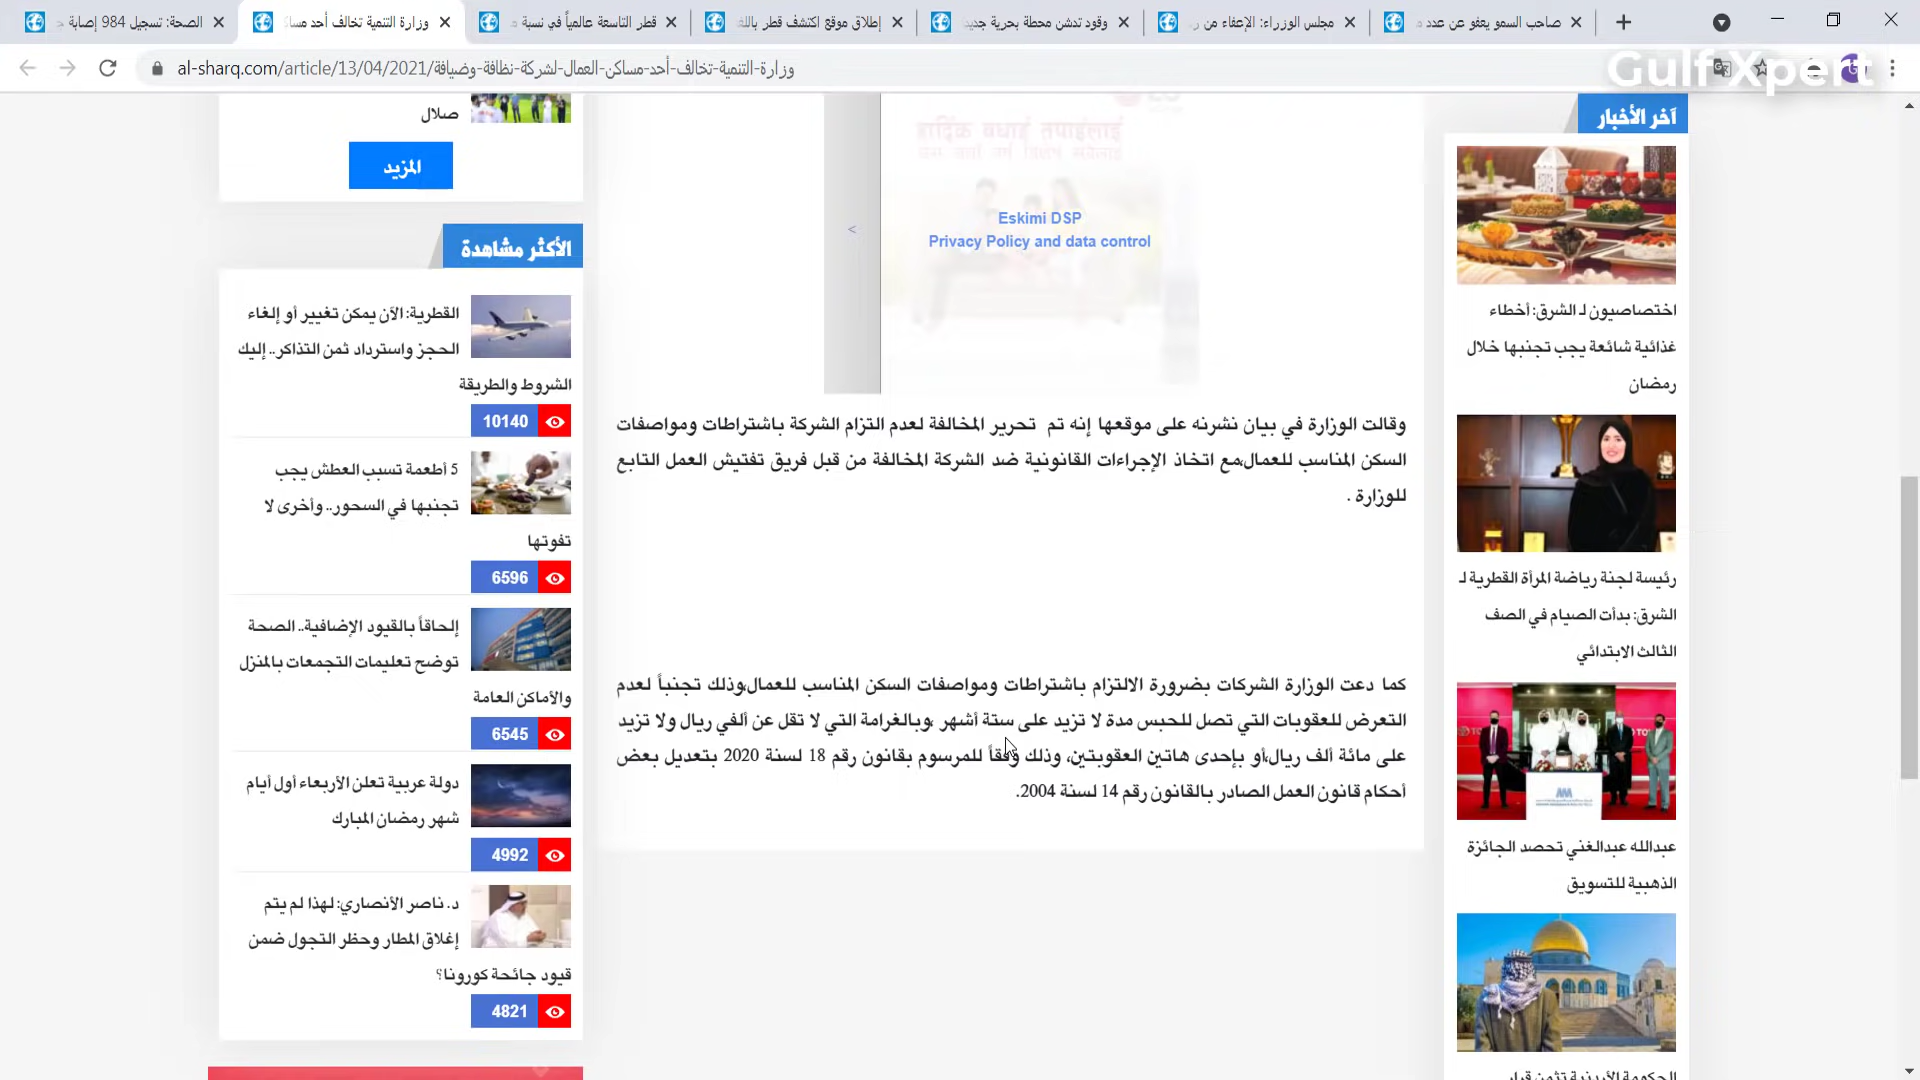 الصحة: تسجيل 984 إصابة
وزارة التنمية تخالف أحد
قطر التاسعة عالمياً في نسبة
إطلاق موقع اكتشف قطر
وقود تدشن محطة بحرية
مجلس الوزراء: الإعفاء من
صاحب السمو يعفو عن عدد
al-sharq.com/article/13/04/2021/وزارة-التنمية-تخالف-أحد-مساكن-العمال-لشركة-نظافة-وضيافة
Gulf Xpert
آخر الأخبار
اختصاصيون لـ الشرق: أخطاء
غذائية شائعة يجب تجنبها خلال
رمضان
رئيسة لجنة رياضة المرأة القطرية لـ
الشرق: بدأت الصيام في الصف
الثالث الابتدائي
عبدالله عبدالغني تحصد الجائزة
الذهبية للتسويق
الحكومة الأردنية تثمن قرار
हार्दिक बधाई तपाईलाई
Eskimi DSP
Privacy Policy and data control
<
وقالت الوزارة في بيان نشرنه على موقعها إنه تم تحرير المخالفة لعدم التزام الشركة باشتراطات ومواصفات
السكن المناسب للعمال،مع اتخاذ الإجراءات القانونية ضد الشركة المخالفة من قبل فريق تفتيش العمل التابع
للوزارة .
كما دعت الوزارة الشركات بضرورة الالتزام باشتراطات ومواصفات السكن المناسب للعمال،وذلك تجنباً لعدم
التعرض للعقوبات التي تصل للحبس مدة لا تزيد على ستة أشهر ،وبالغرامة التي لا تقل عن ألفي ريال ولا تزيد
على مائة ألف ريال،أو بإحدى هاتين العقوبتين، وذلك وفقاً للمرسوم بقانون رقم 18 لسنة 2020 بتعديل بعض
أحكام قانون العمل الصادر بالقانون رقم 14 لسنة 2004.
صلال
المزيد
الأكثر مشاهدة
القطرية: الآن يمكن تغيير أو إلغاء
الحجز واسترداد ثمن التذاكر.. إليك
الشروط والطريقة
10140
5 أطعمة تسبب العطش يجب
تجنبها في السحور.. وأخرى لا
تفوتها
6596
إلحاقاً بالقيود الإضافية.. الصحة
توضح تعليمات التجمعات بالمنزل
والأماكن العامة
6545
دولة عربية تعلن الأربعاء أول أيام
شهر رمضان المبارك
4992
د. ناصر الأنصاري: لهذا لم يتم
إغلاق المطار وحظر التجول ضمن
قيود جائحة كورونا؟
4821